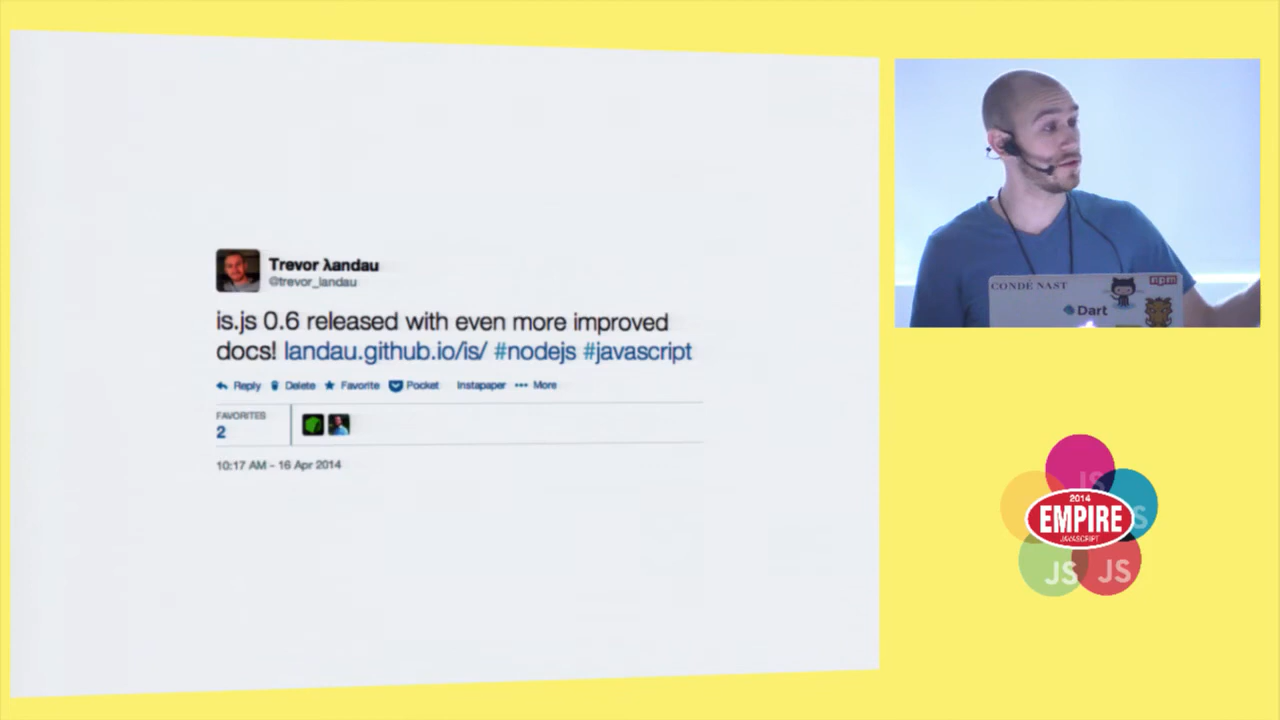 Trevor λandau
@trevor_landau
is.js 0.6 released with even more improved
docs! landau.github.io/is/ #nodejs #javascript
Reply Delete Favorite Pocket Instapaper More
FAVORITES
2
10:17 AM - 16 Apr 2014
CONDÉ NAST
npm
Dart
JS
2014
EMPIRE
JAVASCRIPT
JS
JS